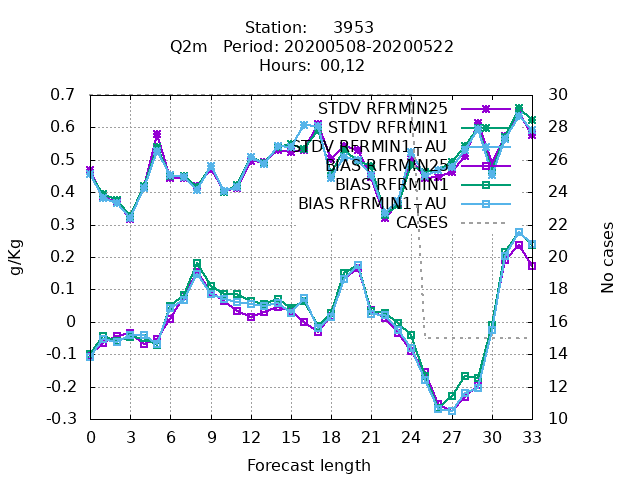 Station: 3953
Q2m Period: 20200508-20200522
Hours: 00,12
g/Kg
No cases
0.7
0.6
0.5
0.4
0.3
0.2
0.1
0
-0.1
-0.2
-0.3
30
28
26
24
22
20
18
16
14
12
10
STDV RFRMIN25
STDV RFRMIN1
STDV RFRMIN1-AU
BIAS RFRMIN25
BIAS RFRMIN1
BIAS RFRMIN1-AU
CASES
0 3 6 9 12 15 18 21 24 27 30 33
Forecast length